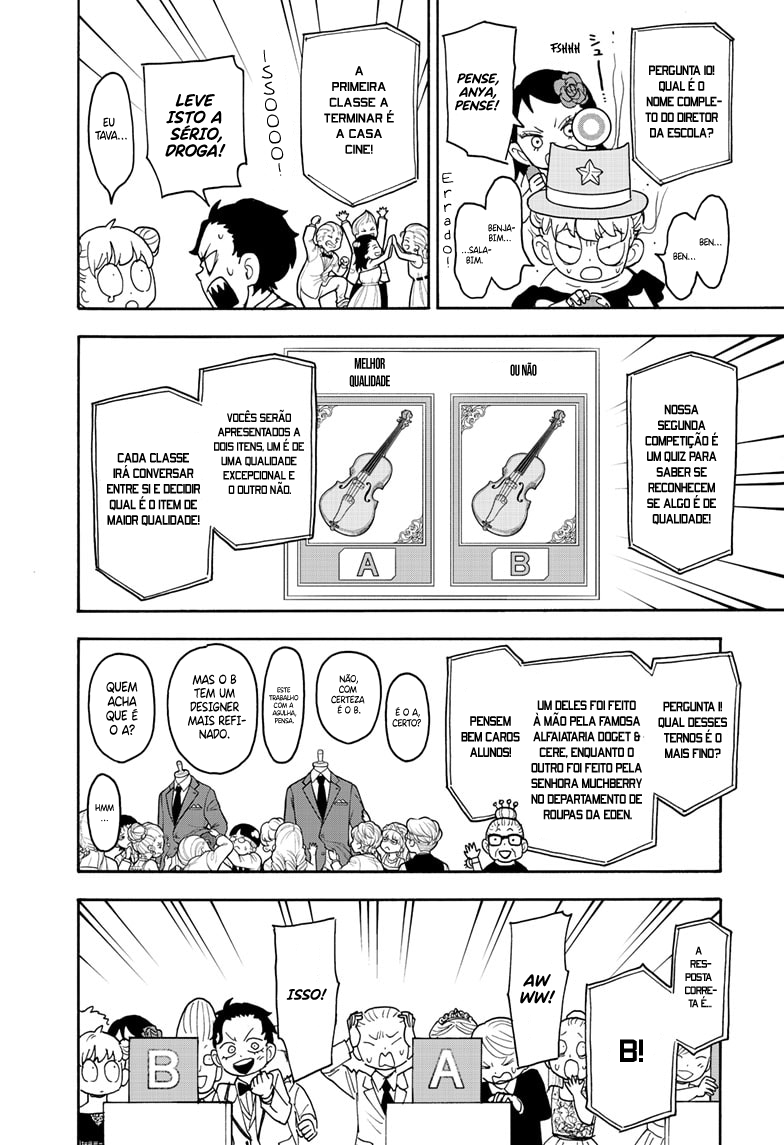 PERGUNTA 10!
QUAL É O
NOME COMPLE-
TO DO DIRETOR
DA ESCOLA?
FSHHH
ジュー
PENSE,
ANYA,
PENSE!
BEN...
BEN...
BENJA-
BIM...
...SALA-
BIM.
Errado!
A
PRIMEIRA
CLASSE A
TERMINAR É
A CASA
CINE!
ISSOOOO!
LEVE
ISTO A
SÉRIO,
DROGA!
EU
TAVA...
NOSSA
SEGUNDA
COMPETIÇÃO É
UM QUIZ PARA
SABER SE
RECONHECEM
SE ALGO É DE
QUALIDADE!
MELHOR
QUALIDADE
OU NÃO
A
B
VOCÊS SERÃO
APRESENTADOS A
DOIS ITENS, UM É DE
UMA QUALIDADE
EXCEPCIONAL E
O OUTRO NÃO.
CADA CLASSE
IRÁ CONVERSAR
ENTRE SI E DECIDIR
QUAL É O ITEM DE
MAIOR QUALIDADE!
PERGUNTA 1!
QUAL DESSES
TERNOS É O
MAIS FINO?
UM DELES FOI FEITO
À MÃO PELA FAMOSA
ALFAIATARIA DOGET &
CERE, ENQUANTO O
OUTRO FOI FEITO PELA
SENHORA MUCHBERRY
NO DEPARTAMENTO DE
ROUPAS DA EDEN.
PENSEM
BEM CAROS
ALUNOS!
É O A,
CERTO?
NÃO,
COM
CERTEZA
É O B.
ESTE
TRABALHO
COM A
AGULHA,
PENSA.
MAS O B
TEM UM
DESIGNER
MAIS REFI-
NADO.
QUEM
ACHA
QUE É
O A?
HMM
...
A
RES-
POSTA
CORRE-
TA É...
B!
AW
WW!
ISSO!
A
B